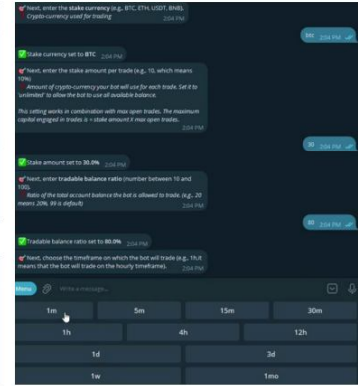 Next, enter the stake currency (e.g., BTC, ETH, USDT, BNB).
Crypto-currency used for trading
2:04 PM
btc 2:04 PM
Stake currency set to BTC 2:04 PM
Next, enter the stake amount per trade (e.g., 10, which means
10%)
Amount of crypto-currency your bot will use for each trade. Set it to
'unlimited' to allow the bot to use all available balance.
This setting works in combination with max open trades. The maximum
capital engaged in trades is = stake amount X max open trades.
2:04 PM
30 2:04 PM
Stake amount set to 30.0% 2:04 PM
Next, enter tradable balance ratio (number between 10 and
100).
Ratio of the total account balance the bot is allowed to trade. (e.g., 20
means 20%, 99 is default)
2:04 PM
80 2:04 PM
Tradable balance ratio set to 80.0% 2:04 PM
Next, choose the timeframe on which the bot will trade (e.g., 1h,it
means that the bot will trade on the hourly timeframe).
2:04 PM
Menu Write a message...
1m 5m 15m 30m
1h 4h 12h
1d 3d
1w 1mo